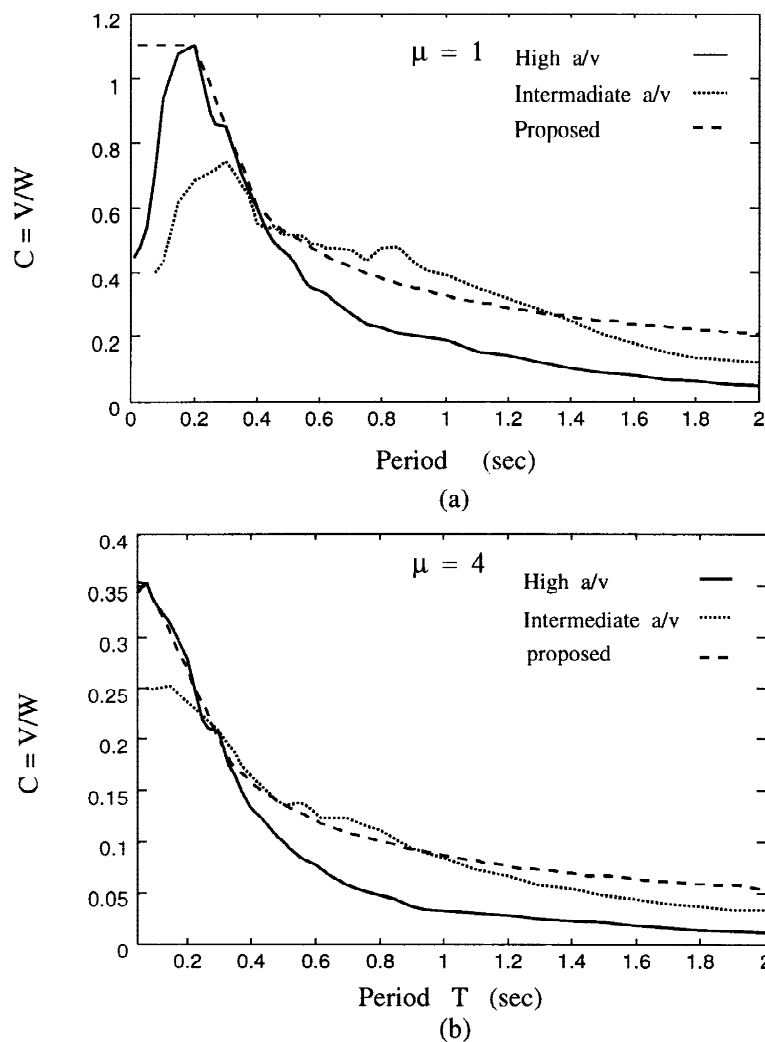 1.2
μ = 1
High a/v
Intermadiate a/v
Proposed
1
0.8
0.6
0.4
0.2
0
C = V/W
0 0.2 0.4 0.6 0.8 1 1.2 1.4 1.6 1.8 2
Period (sec)
(a)
0.4
μ = 4
High a/v
Intermediate a/v
proposed
0.35
0.3
0.25
0.2
0.15
0.1
0.05
0
C = V/W
0.2 0.4 0.6 0.8 1 1.2 1.4 1.6 1.8 2
Period T (sec)
(b)